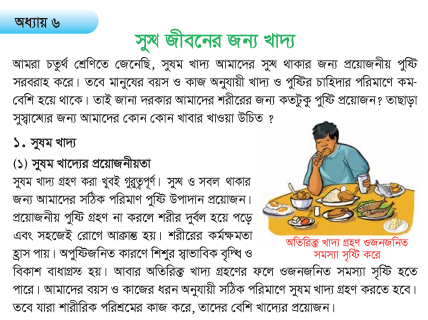 অধ্যায় ৬
সুস্থ জীবনের জন্য খাদ্য
আমরা চতুর্থ শ্রেণিতে জেনেছি, সুষম খাদ্য আমাদের সুস্থ থাকার জন্য প্রয়োজনীয় পুষ্টি
সরবরাহ করে। তবে মানুষের বয়স ও কাজ অনুযায়ী খাদ্য ও পুষ্টির চাহিদার পরিমাণে কম-
বেশি হয়ে থাকে। তাই জানা দরকার আমাদের শরীরের জন্য কতটুকু পুষ্টি প্রয়োজন? তাছাড়া
সুস্বাস্থ্যের জন্য আমাদের কোন কোন খাবার খাওয়া উচিত ?
১. সুষম খাদ্য
(১) সুষম খাদ্যের প্রয়োজনীয়তা
সুষম খাদ্য গ্রহণ করা খুবই গুরুত্বপূর্ণ। সুস্থ ও সবল থাকার
জন্য আমাদের সঠিক পরিমাণ পুষ্টি উপাদান প্রয়োজন।
প্রয়োজনীয় পুষ্টি গ্রহণ না করলে শরীর দুর্বল হয়ে পড়ে
এবং সহজেই রোগে আক্রান্ত হয়। শরীরের কর্মক্ষমতা
হ্রাস পায়। অপুষ্টিজনিত কারণে শিশুর স্বাভাবিক বৃদ্ধি ও
বিকাশ বাধাগ্রস্ত হয়। আবার অতিরিক্ত খাদ্য গ্রহণের ফলে ওজনজনিত সমস্যা সৃষ্টি হতে
পারে। আমাদের বয়স ও কাজের ধরন অনুযায়ী সঠিক পরিমাণে সুষম খাদ্য গ্রহণ করতে হবে।
তবে যারা শারীরিক পরিশ্রমের কাজ করে, তাদের বেশি খাদ্যের প্রয়োজন।
অতিরিক্ত খাদ্য গ্রহণ ওজনজনিত
সমস্যা সৃষ্টি করে